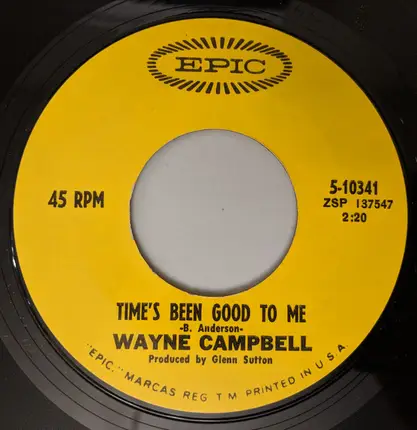 EPIC
45 RPM
5-10341
ZSP 137547
2:20
TIME'S BEEN GOOD TO ME
-B. Anderson-
WAYNE CAMPBELL
Produced by Glenn Sutton
"EPIC," MARCAS REG T M PRINTED IN U.S.A.